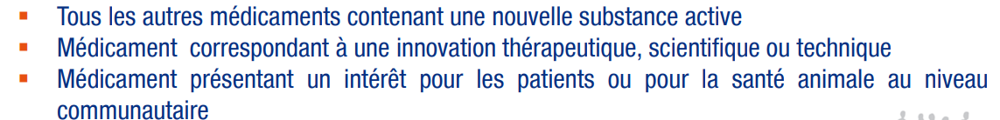 ▪ Tous les autres médicaments contenant une nouvelle substance active
▪ Médicament correspondant à une innovation thérapeutique, scientifique ou technique
▪ Médicament présentant un intérêt pour les patients ou pour la santé animale au niveau
communautaire